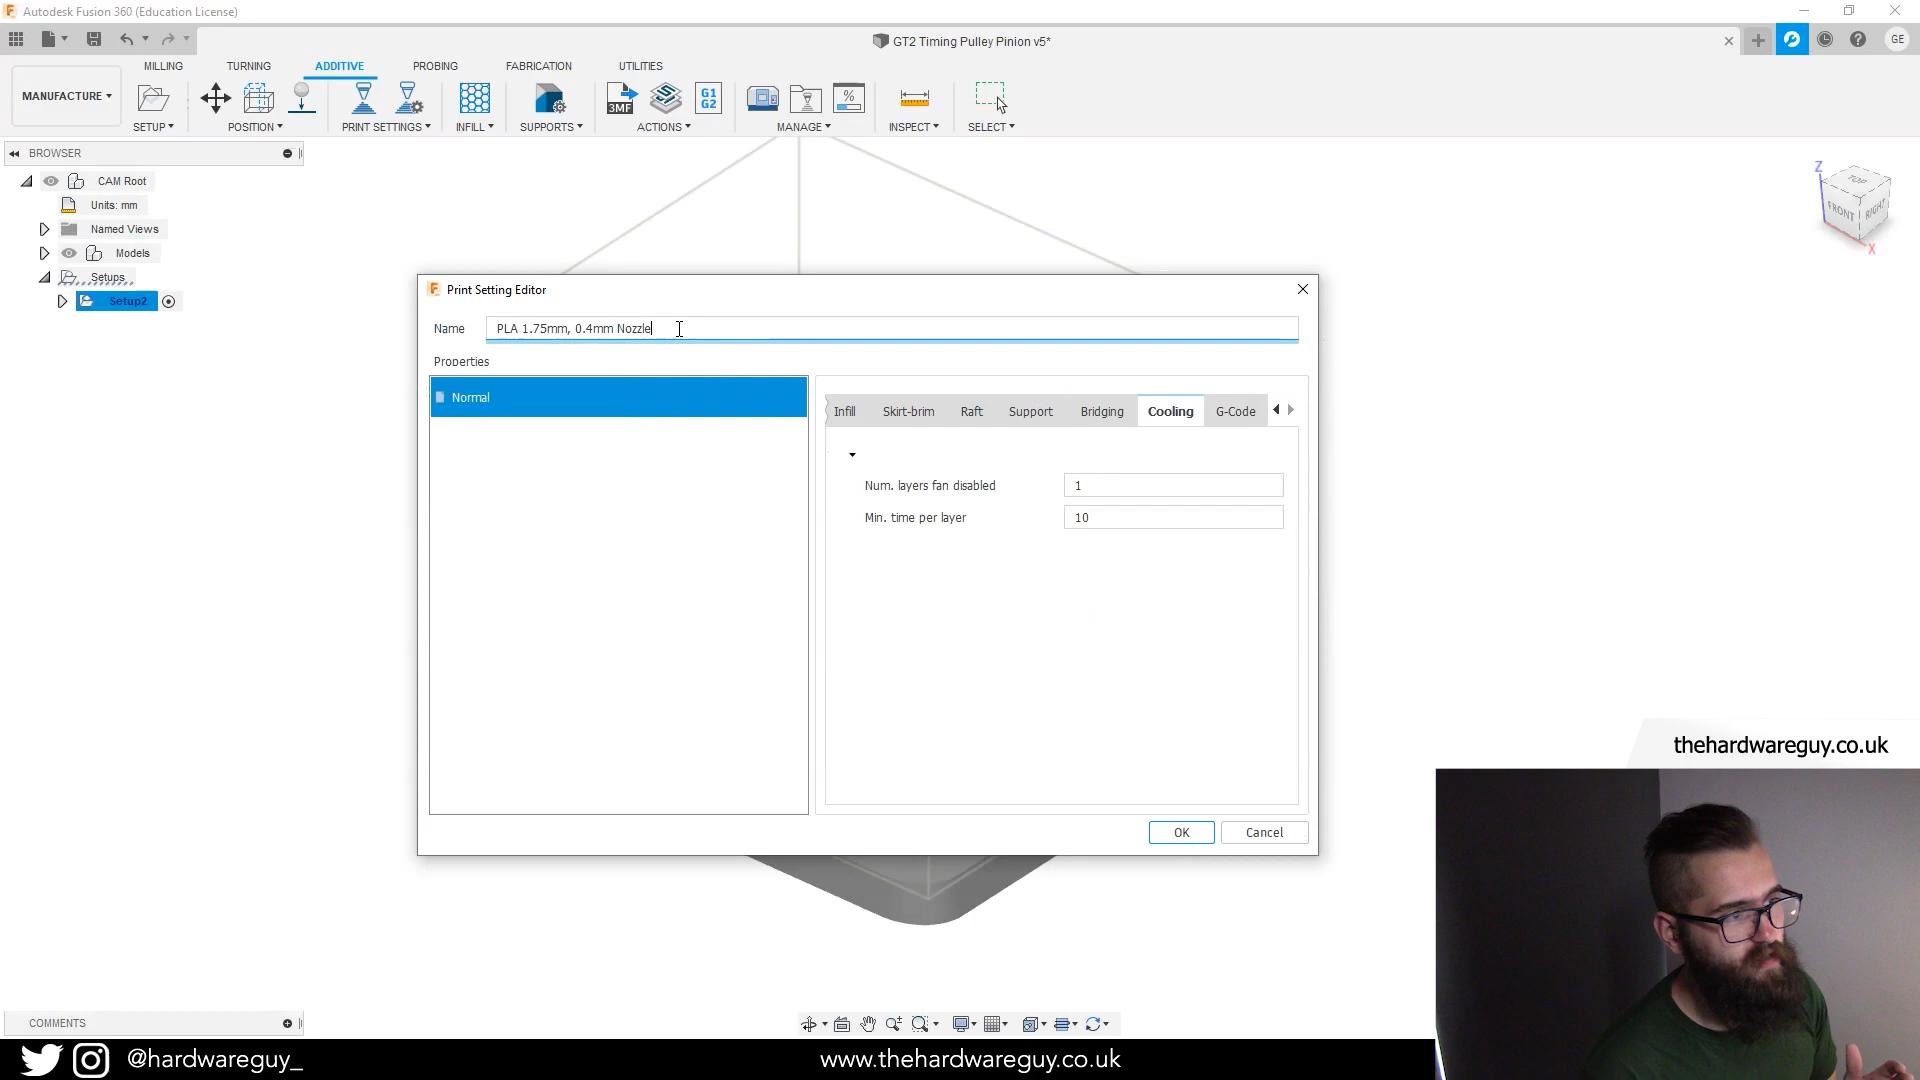 Autodesk Fusion 360 (Education License)
GT2 Timing Pulley Pinion v5*
GE
MILLING
TURNING
ADDITIVE
PROBING
FABRICATION
UTILITIES
MANUFACTURE
3MF
G1
G2
%
SETUP
POSITION
PRINT SETTINGS
INFILL
SUPPORTS
ACTIONS
MANAGE
INSPECT
SELECT
BROWSER
CAM Root
Units: mm
Named Views
Models
Setups
Setup2
Z
TOP
FRONT
RIGHT
X
Print Setting Editor
Name
PLA 1.75mm, 0.4mm Nozzle
Properties
Normal
Infill
Skirt-brim
Raft
Support
Bridging
Cooling
G-Code
Num. layers fan disabled
1
Min. time per layer
10
OK
Cancel
thehardwareguy.co.uk
COMMENTS
@hardwareguy_
www.thehardwareguy.co.uk